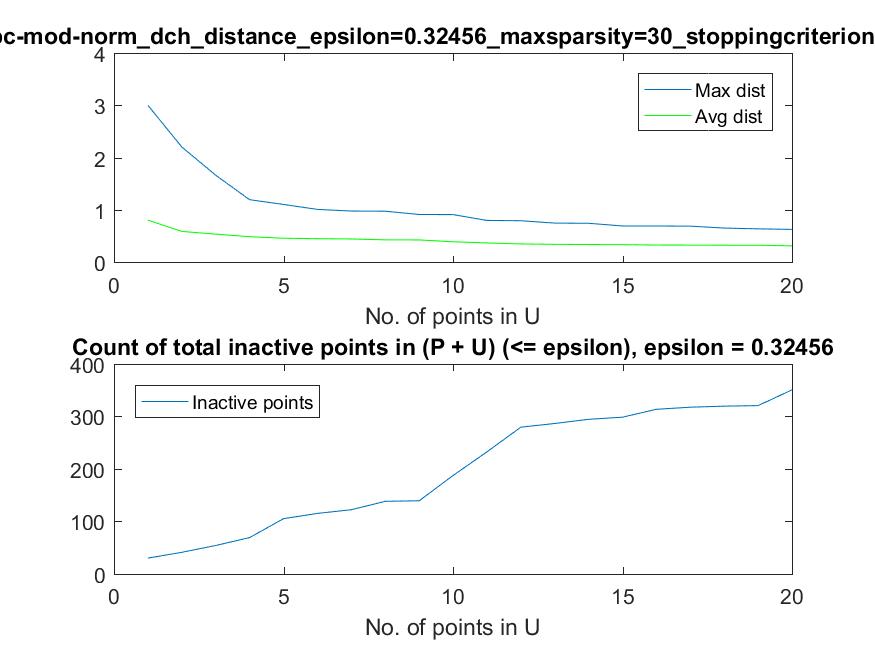 pc-mod-norm_dch_distance_epsilon=0.32456_maxsparsity=30_stoppingcriterion
4
3
2
1
0
Max dist
Avg dist
0 5 10 15 20
No. of points in U
Count of total inactive points in (P + U) (<= epsilon), epsilon = 0.32456
400
300
200
100
0
Inactive points
0 5 10 15 20
No. of points in U